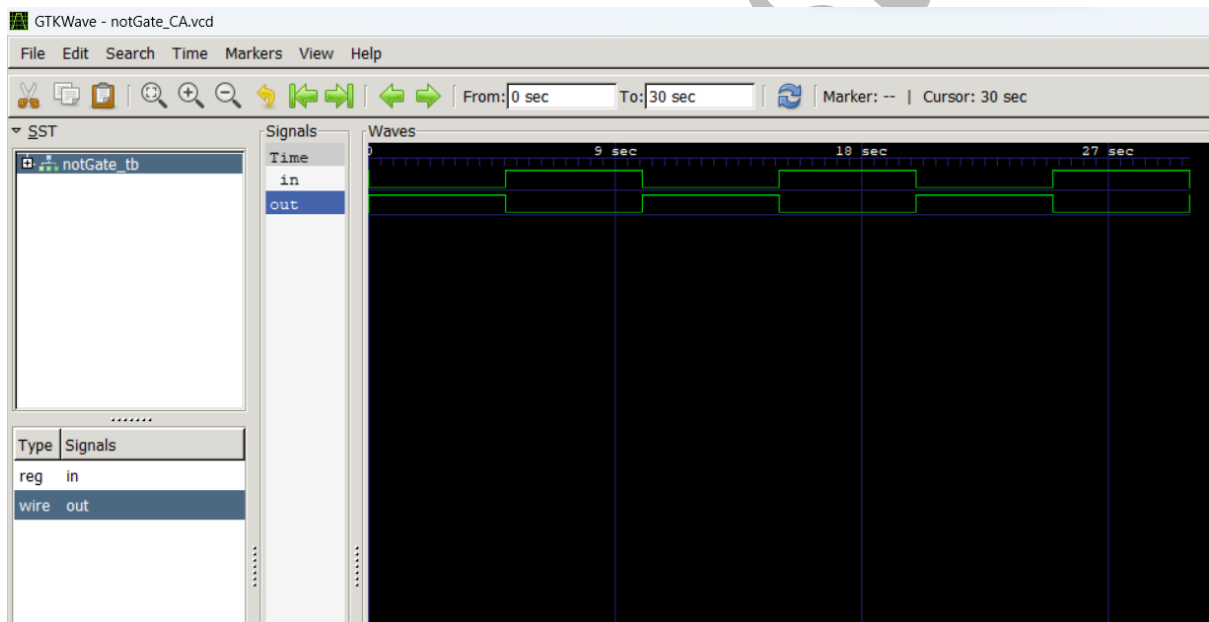 GTKWave - notGate_CA.vcd
File Edit Search Time Markers View Help
From: 0 sec To: 30 sec Marker: -- | Cursor: 30 sec
SST
notGate_tb
Type Signals
reg in
wire out
Signals
Time
in
out
Waves
0 9 sec 18 sec 27 sec